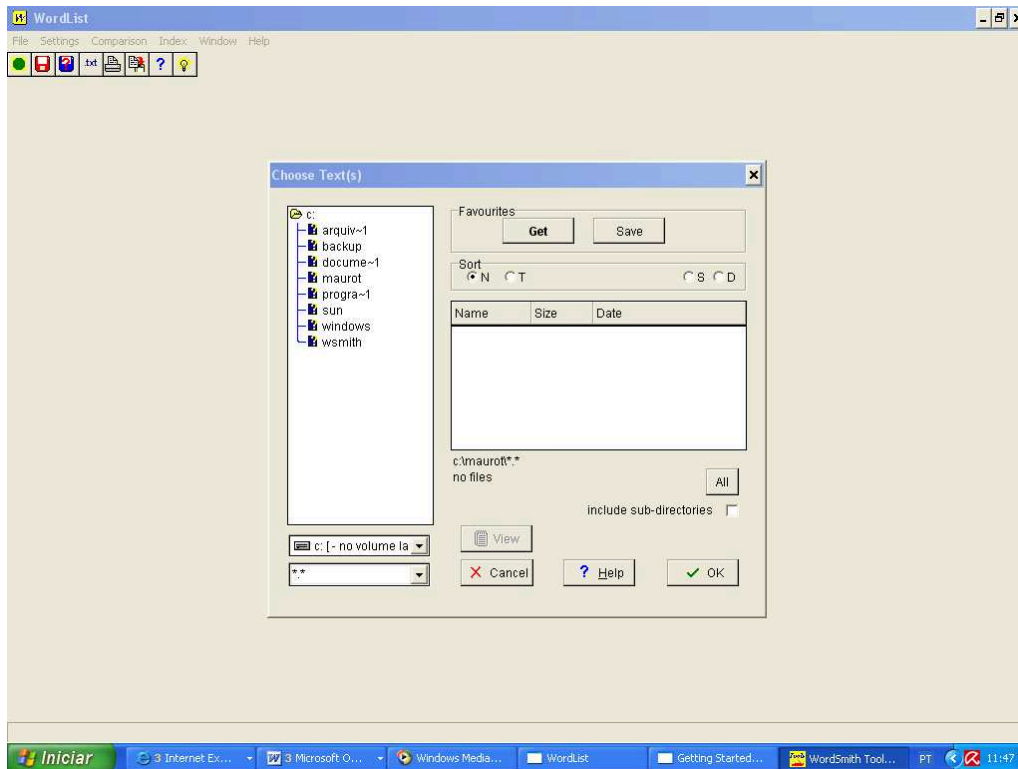 WordList
File Settings Comparison Index Window Help
.txt ?
Choose Text(s)
c:
arquiv~1
backup
docume~1
maurot
progra~1
sun
windows
wsmith
Favourites
Get Save
Sort
N T S D
Name Size Date
c:\maurot\*.*
no files
All
include sub-directories
View
c: [- no volume la
*.*
Cancel ? Help OK
Iniciar 3 Internet Ex... 3 Microsoft O... Windows Media... WordList Getting Started... WordSmith Tool... PT 11:47